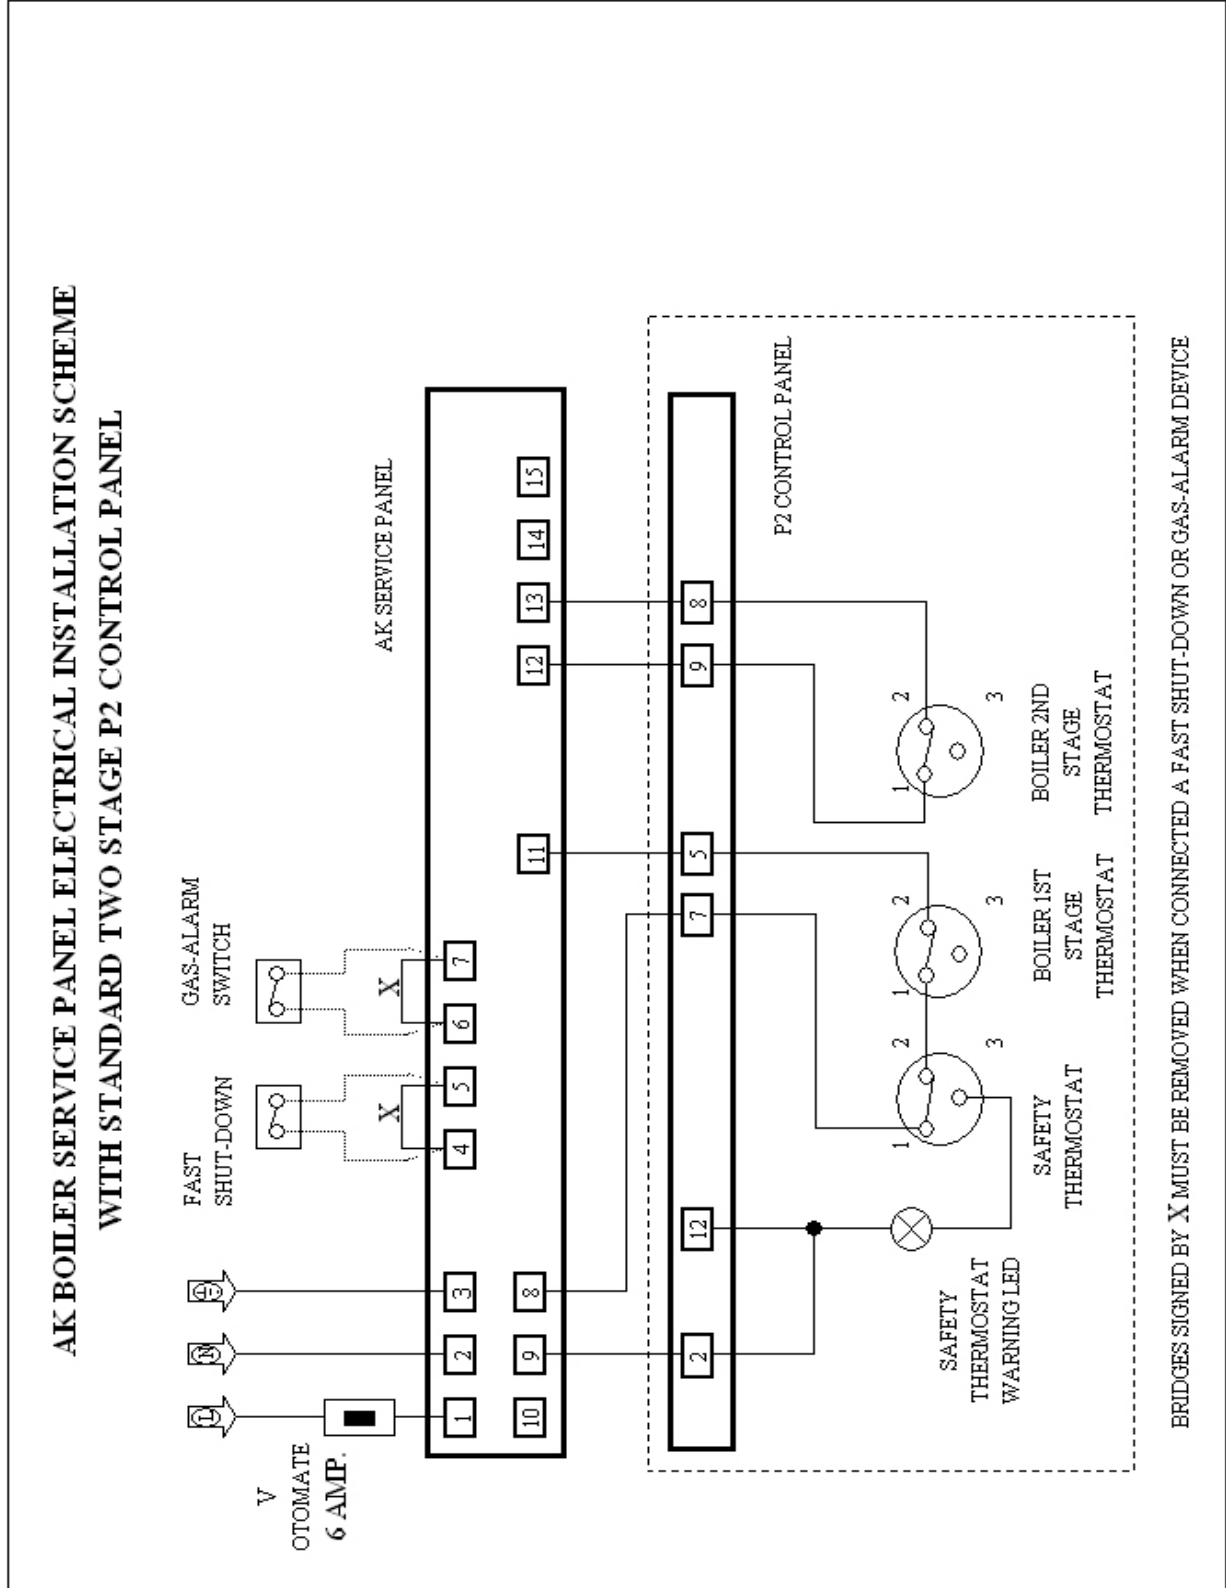 AK BOILER SERVICE PANEL ELECTRICAL INSTALLATION SCHEME
WITH STANDARD TWO STAGE P2 CONTROL PANEL
V
OTOMATE
6 AMP.
L
N
FAST
SHUT-DOWN
GAS-ALARM
SWITCH
X
X
AK SERVICE PANEL
1
2
3
4
5
6
7
10
9
8
11
12
13
14
15
2
12
7
5
9
8
P2 CONTROL PANEL
1
2
3
1
2
3
1
2
3
SAFETY
THERMOSTAT
WARNING LED
SAFETY
THERMOSTAT
BOILER 1ST
STAGE
THERMOSTAT
BOILER 2ND
STAGE
THERMOSTAT
BRIDGES SIGNED BY X MUST BE REMOVED WHEN CONNECTED A FAST SHUT-DOWN OR GAS-ALARM DEVICE